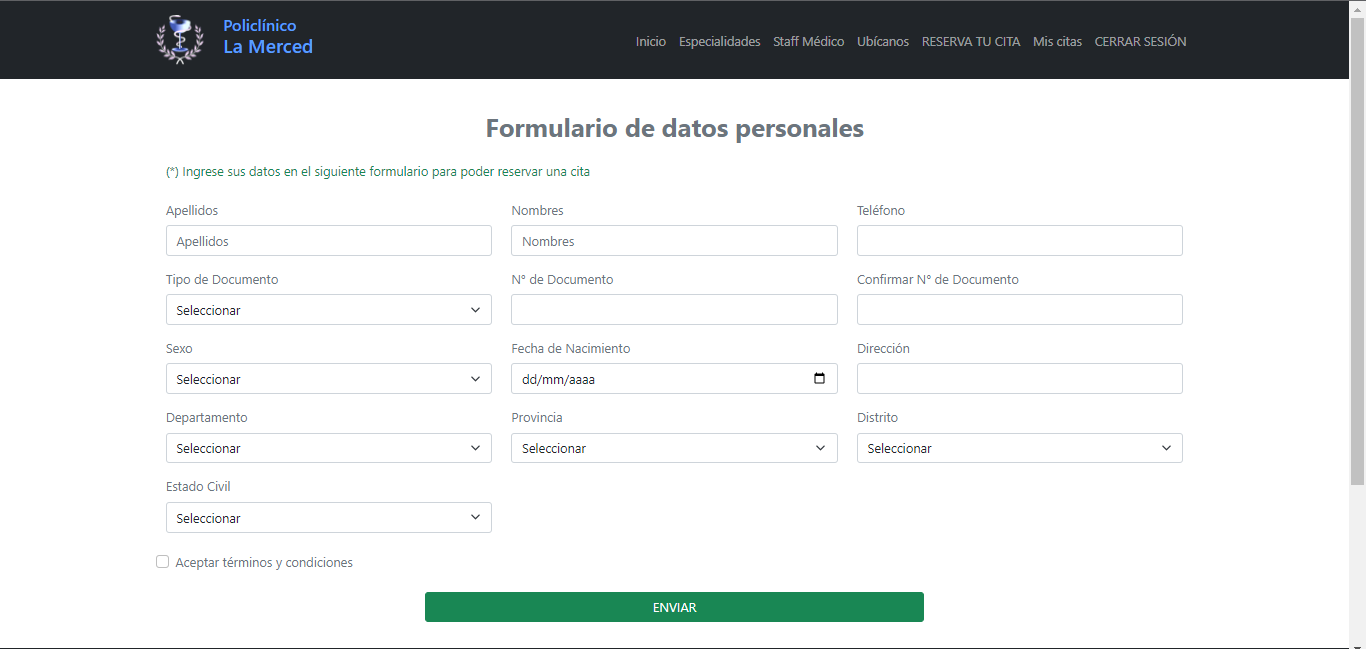 Policlínico
La Merced
Inicio Especialidades Staff Médico Ubícanos RESERVA TU CITA Mis citas CERRAR SESIÓN
Formulario de datos personales
(*) Ingrese sus datos en el siguiente formulario para poder reservar una cita
Apellidos Nombres Teléfono
Apellidos Nombres
Tipo de Documento N° de Documento Confirmar N° de Documento
Seleccionar
Sexo Fecha de Nacimiento Dirección
Seleccionar dd/mm/aaaa
Departamento Provincia Distrito
Seleccionar Seleccionar Seleccionar
Estado Civil
Seleccionar
Aceptar términos y condiciones
ENVIAR